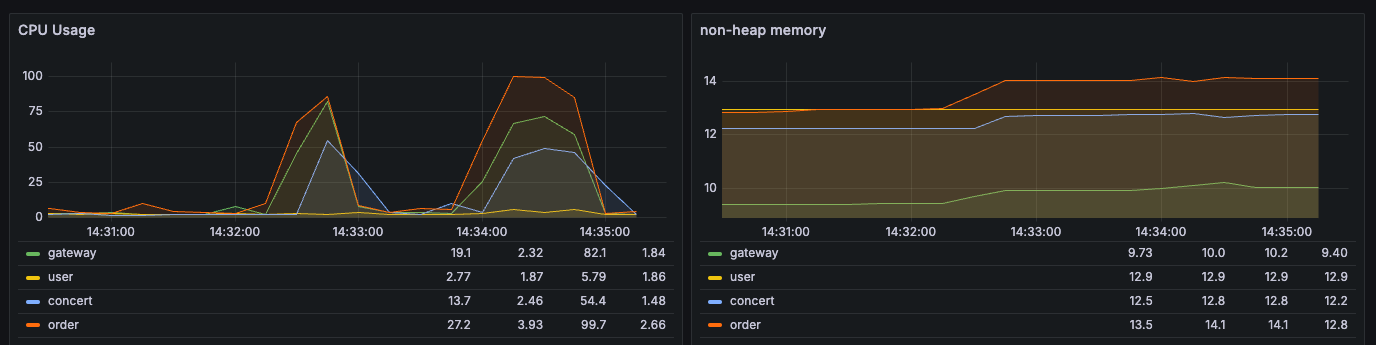 CPU Usage
100
75
50
25
0
14:31:00 14:32:00 14:33:00 14:34:00 14:35:00
gateway 19.1 2.32 82.1 1.84
user 2.77 1.87 5.79 1.86
concert 13.7 2.46 54.4 1.48
order 27.2 3.93 99.7 2.66
non-heap memory
14
12
10
14:31:00 14:32:00 14:33:00 14:34:00 14:35:00
gateway 9.73 10.0 10.2 9.40
user 12.9 12.9 12.9 12.9
concert 12.5 12.8 12.8 12.2
order 13.5 14.1 14.1 12.8